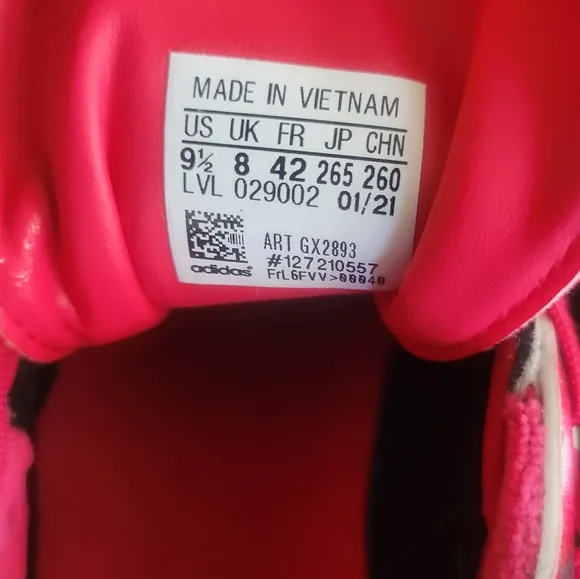 MADE IN VIETNAM
US UK FR JP CHN
9½ 8 42 265 260
LVL 029002 01/21
ART GX2893
#127210557
adidas FrL6FVV>00040